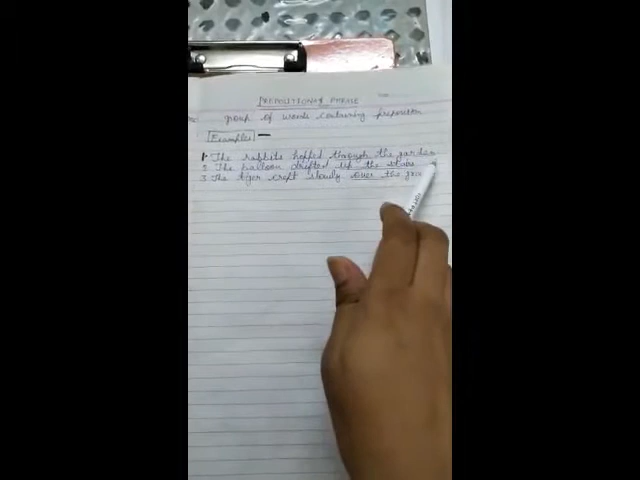 PREPOSITIONAL PHRASE
group of words containing preposition
Examples
1. The rabbits hopped through the garden
2. The balloon drifted up the stairs
3. The tiger crept slowly over the